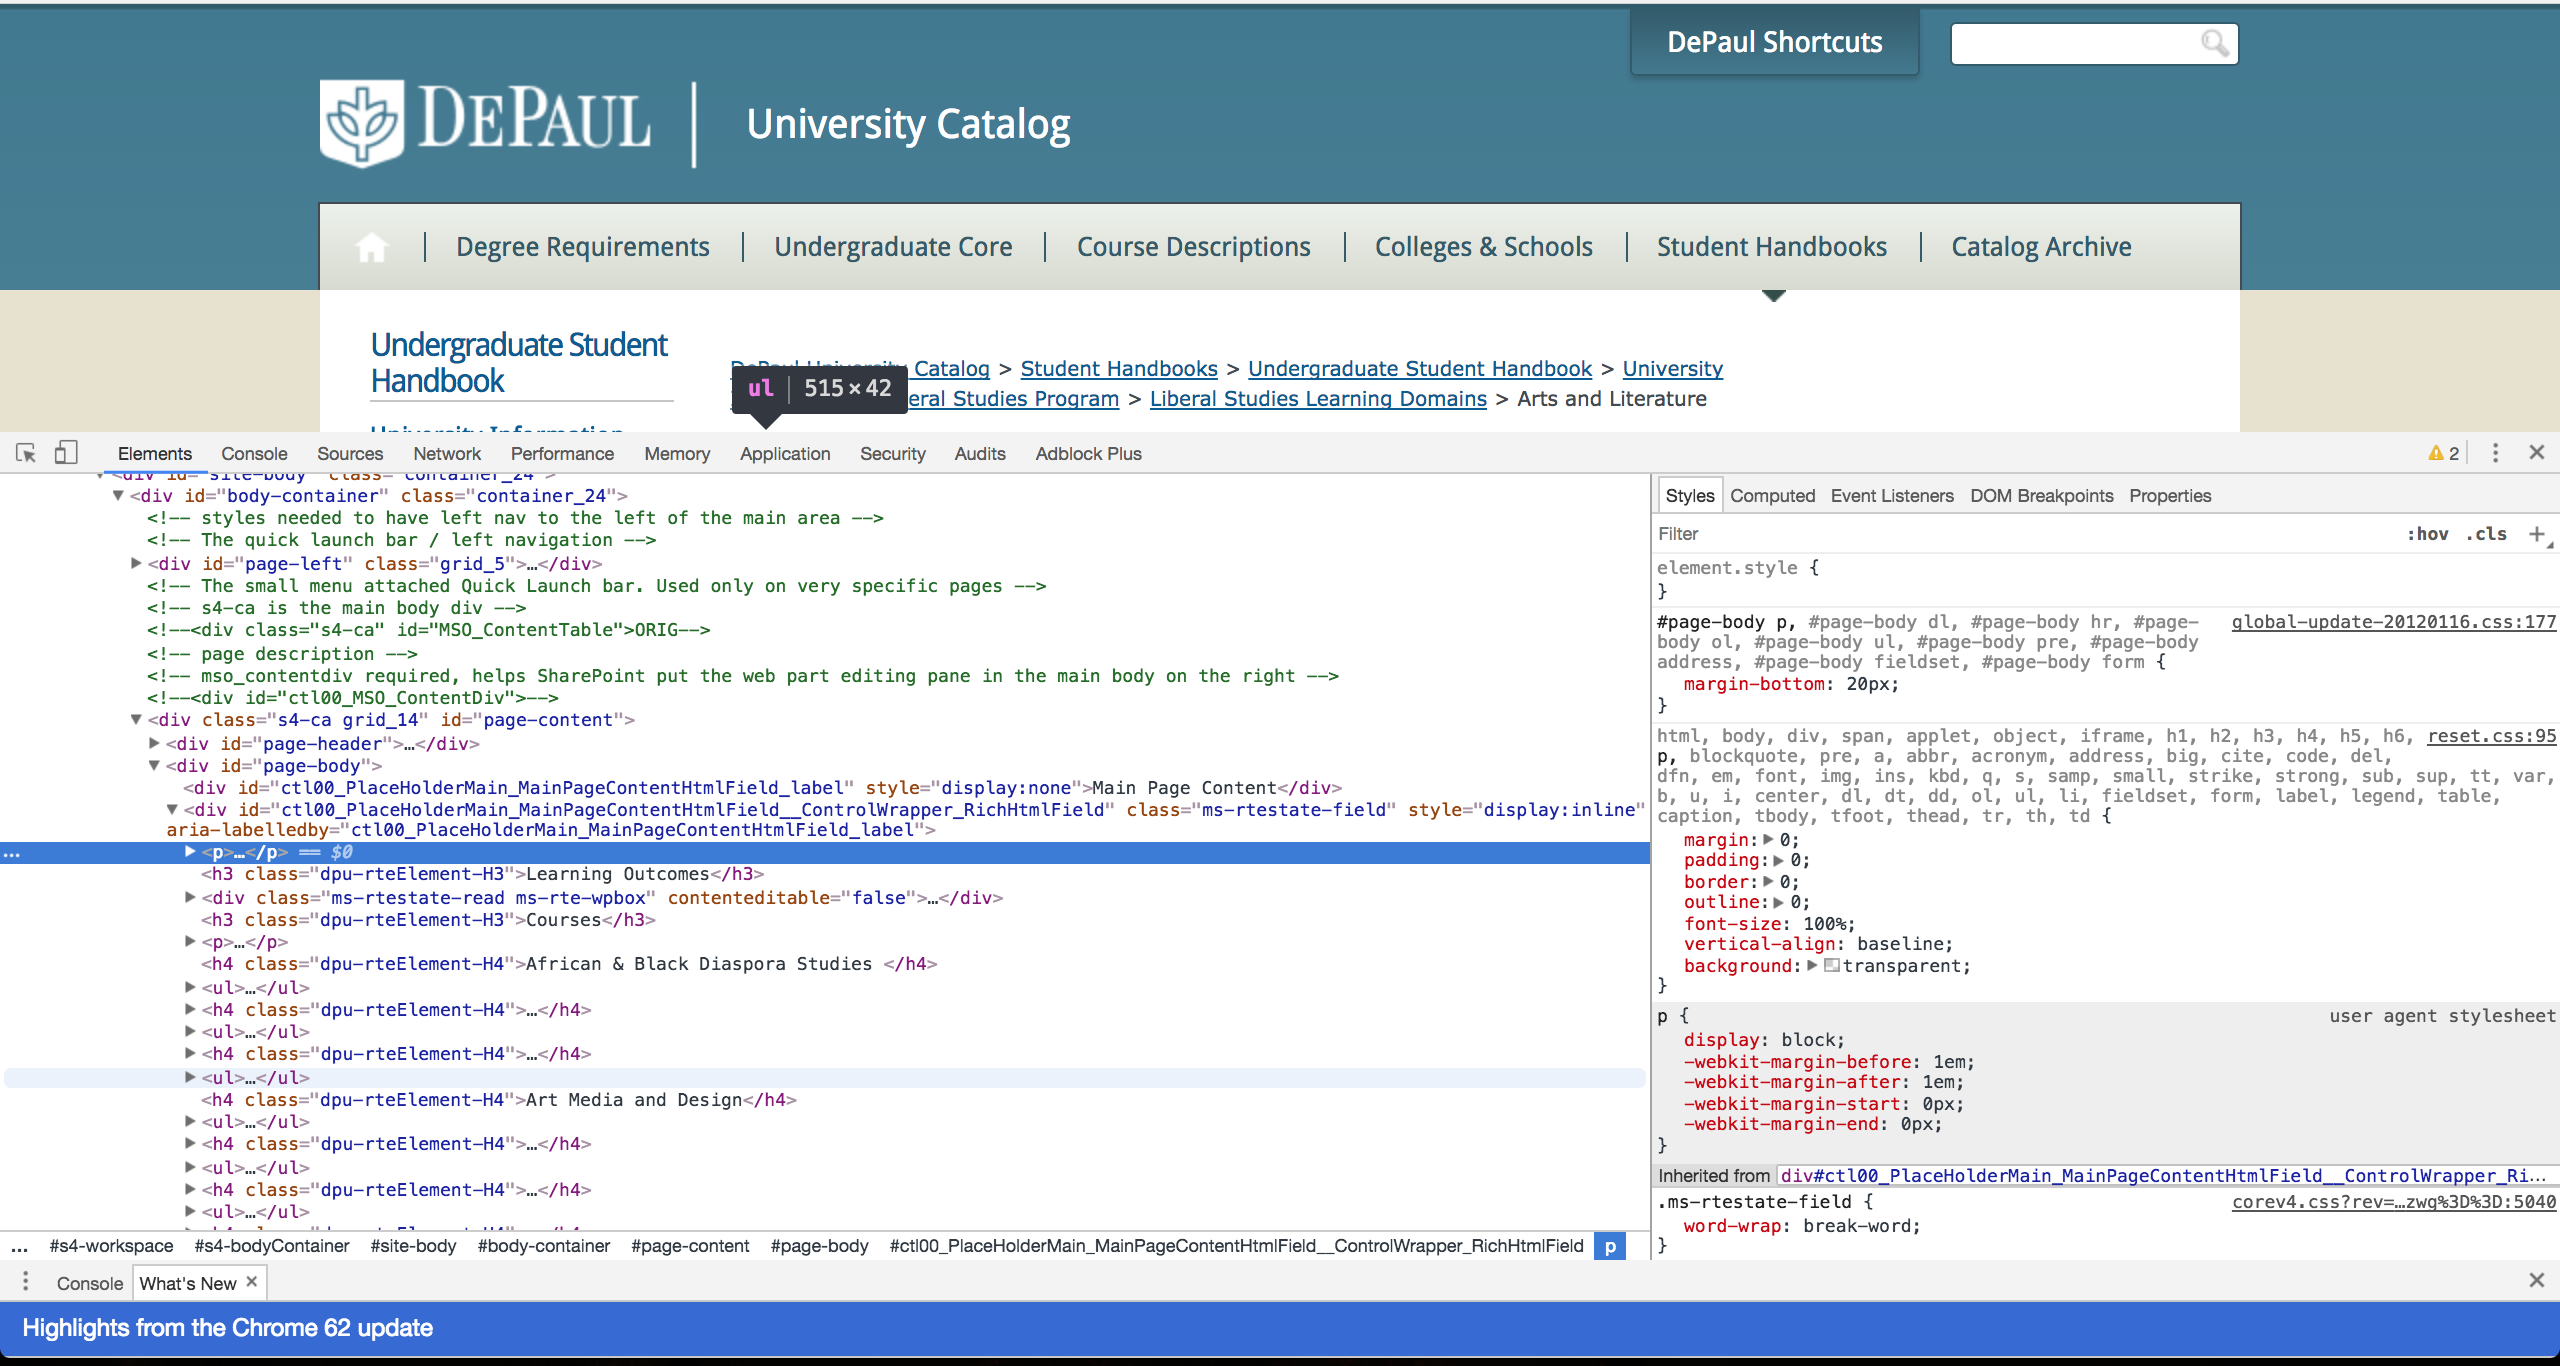 DePaul Shortcuts
DEPAUL
University Catalog
Degree Requirements
Undergraduate Core
Course Descriptions
Colleges & Schools
Student Handbooks
Catalog Archive
Undergraduate Student
Handbook
Catalog > Student Handbooks > Undergraduate Student Handbook > University
ul 515×42
eral Studies Program > Liberal Studies Learning Domains > Arts and Literature
University Information
Elements Console Sources Network Performance Memory Application Security Audits Adblock Plus
2
<div id="site-body" class="container_24">
<div id="body-container" class="container_24">
<!-- styles needed to have left nav to the left of the main area -->
<!-- The quick launch bar / left navigation -->
<div id="page-left" class="grid_5">…</div>
<!-- The small menu attached Quick Launch bar. Used only on very specific pages -->
<!-- s4-ca is the main body div -->
<!--<div class="s4-ca" id="MSO_ContentTable">ORIG-->
<!-- page description -->
<!-- mso_contentdiv required, helps SharePoint put the web part editing pane in the main body on the right -->
<!--<div id="ctl00_MSO_ContentDiv">-->
<div class="s4-ca grid_14" id="page-content">
<div id="page-header">…</div>
<div id="page-body">
<div id="ctl00_PlaceHolderMain_MainPageContentHtmlField_label" style="display:none">Main Page Content</div>
<div id="ctl00_PlaceHolderMain_MainPageContentHtmlField__ControlWrapper_RichHtmlField" class="ms-rtestate-field" style="display:inline"
aria-labelledby="ctl00_PlaceHolderMain_MainPageContentHtmlField_label">
… <p>…</p> == $0
<h3 class="dpu-rteElement-H3">Learning Outcomes</h3>
<div class="ms-rtestate-read ms-rte-wpbox" contenteditable="false">…</div>
<h3 class="dpu-rteElement-H3">Courses</h3>
<p>…</p>
<h4 class="dpu-rteElement-H4">African & Black Diaspora Studies </h4>
<ul>…</ul>
<h4 class="dpu-rteElement-H4">…</h4>
<ul>…</ul>
<h4 class="dpu-rteElement-H4">…</h4>
<ul>…</ul>
<h4 class="dpu-rteElement-H4">Art Media and Design</h4>
<ul>…</ul>
<h4 class="dpu-rteElement-H4">…</h4>
<ul>…</ul>
<h4 class="dpu-rteElement-H4">…</h4>
<ul>…</ul>
… #s4-workspace #s4-bodyContainer #site-body #body-container #page-content #page-body #ctl00_PlaceHolderMain_MainPageContentHtmlField__ControlWrapper_RichHtmlField p
Styles Computed Event Listeners DOM Breakpoints Properties
Filter :hov .cls +
element.style {
}
#page-body p, #page-body dl, #page-body hr, #page- global-update-20120116.css:177
body ol, #page-body ul, #page-body pre, #page-body
address, #page-body fieldset, #page-body form {
margin-bottom: 20px;
}
html, body, div, span, applet, object, iframe, h1, h2, h3, h4, h5, h6, reset.css:95
p, blockquote, pre, a, abbr, acronym, address, big, cite, code, del,
dfn, em, font, img, ins, kbd, q, s, samp, small, strike, strong, sub, sup, tt, var,
b, u, i, center, dl, dt, dd, ol, ul, li, fieldset, form, label, legend, table,
caption, tbody, tfoot, thead, tr, th, td {
margin: 0;
padding: 0;
border: 0;
outline: 0;
font-size: 100%;
vertical-align: baseline;
background: transparent;
}
p { user agent stylesheet
display: block;
-webkit-margin-before: 1em;
-webkit-margin-after: 1em;
-webkit-margin-start: 0px;
-webkit-margin-end: 0px;
}
Inherited from div#ctl00_PlaceHolderMain_MainPageContentHtmlField__ControlWrapper_Ri…
.ms-rtestate-field { corev4.css?rev=…zwg%3D%3D:5040
word-wrap: break-word;
}
Console What's New ×
Highlights from the Chrome 62 update